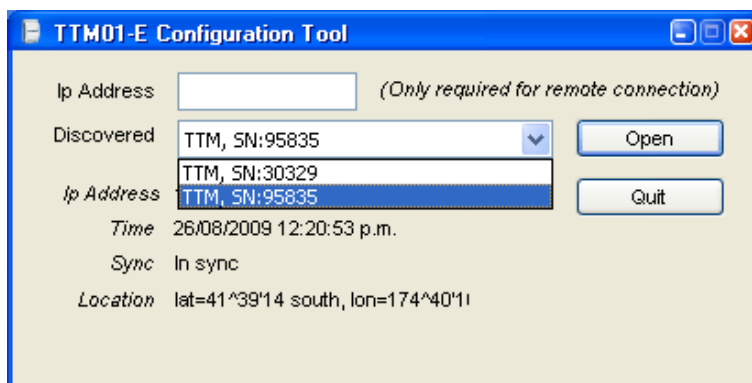 TTM01-E Configuration Tool
Ip Address (Only required for remote connection)
Discovered TTM, SN:95835 Open
TTM, SN:30329
Ip Address TTM, SN:95835 Quit
Time 26/08/2009 12:20:53 p.m.
Sync In sync
Location lat=41^39'14 south, lon=174^40'1